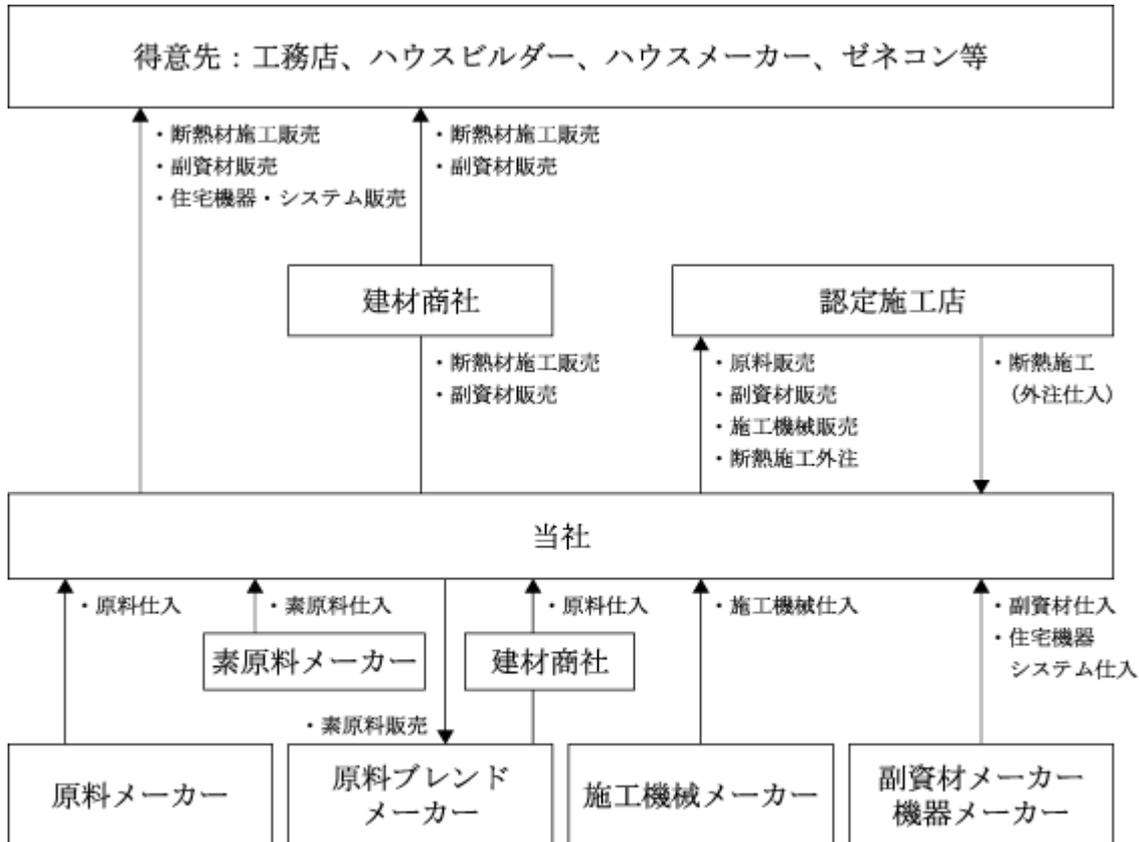 得意先：工務店、ハウスビルダー、ハウスメーカー、ゼネコン等
・断熱材施工販売
・副資材販売
・住宅機器・システム販売
・断熱材施工販売
・副資材販売
建材商社
認定施工店
・断熱材施工販売
・副資材販売
・原料販売
・副資材販売
・施工機械販売
・断熱施工外注
・断熱施工
（外注仕入）
当社
・原料仕入
・素原料仕入
・原料仕入
・施工機械仕入
・副資材仕入
・住宅機器
システム仕入
素原料メーカー
建材商社
・素原料販売
原料メーカー
原料ブレンド
メーカー
施工機械メーカー
副資材メーカー
機器メーカー